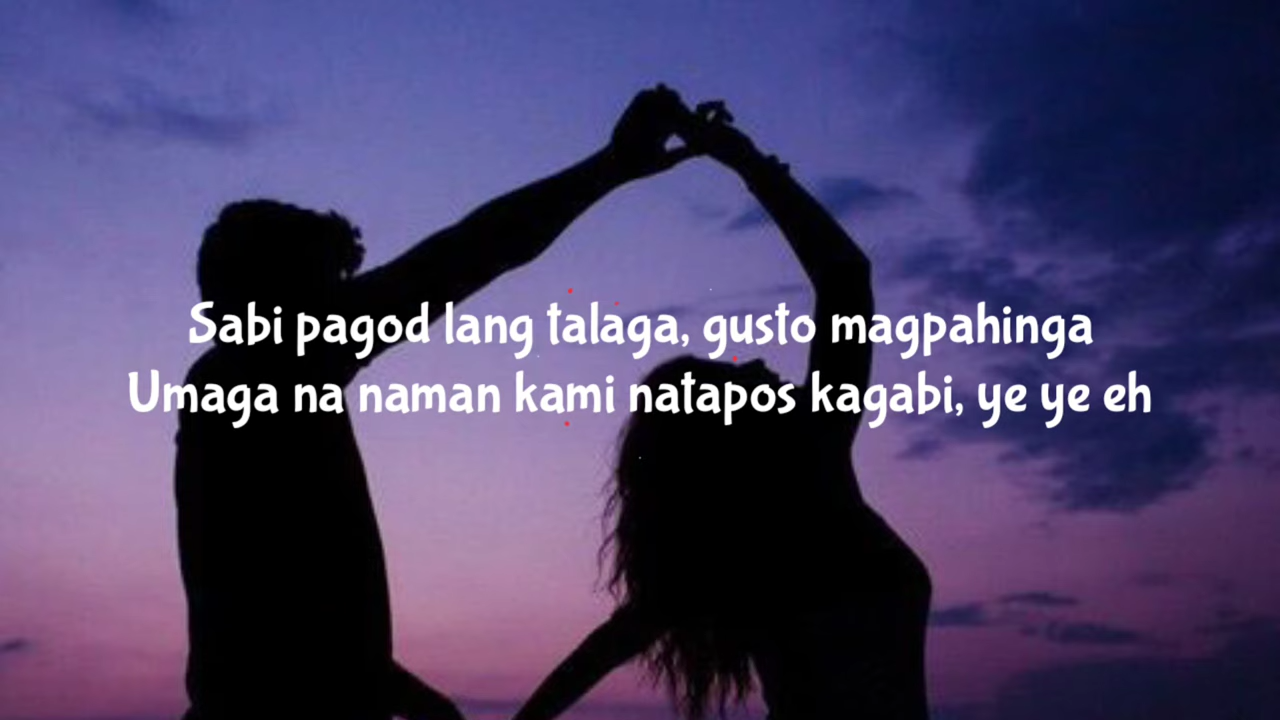 Sabi pagod lang talaga, gusto magpahinga
Umaga na naman kami natapos kagabi, ye ye eh